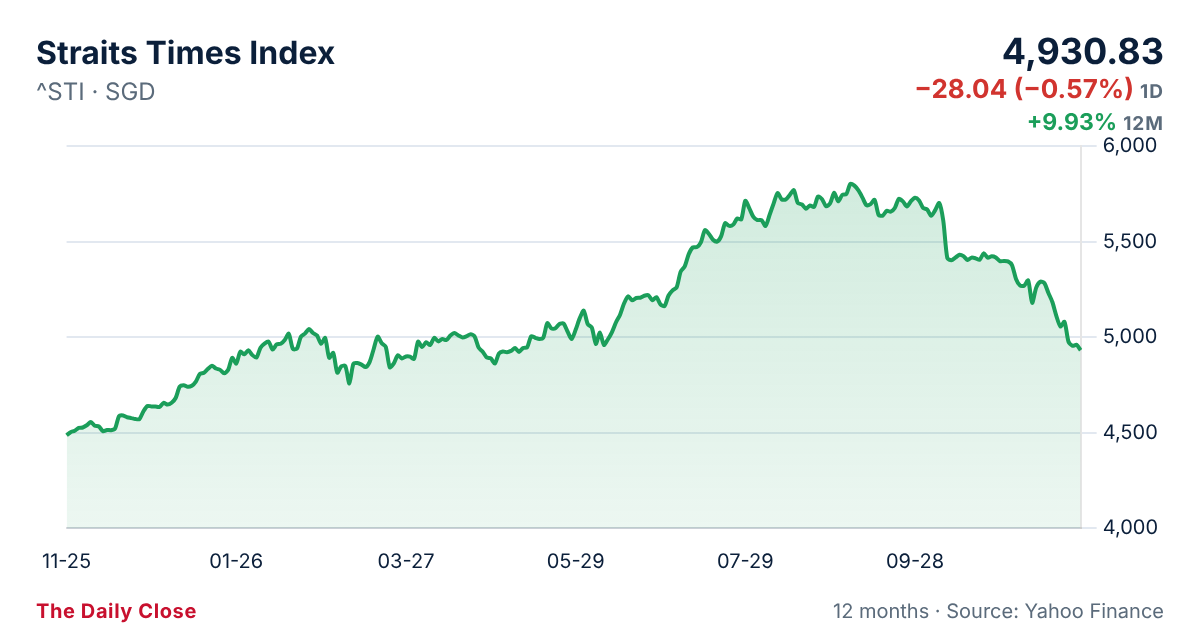 Straits Times Index
4,930.83
^STI · SGD
−28.04 (−0.57%) 1D
+9.93% 12M
6,000
5,500
5,000
4,500
4,000
11-25 01-26 03-27 05-29 07-29 09-28
The Daily Close
12 months · Source: Yahoo Finance